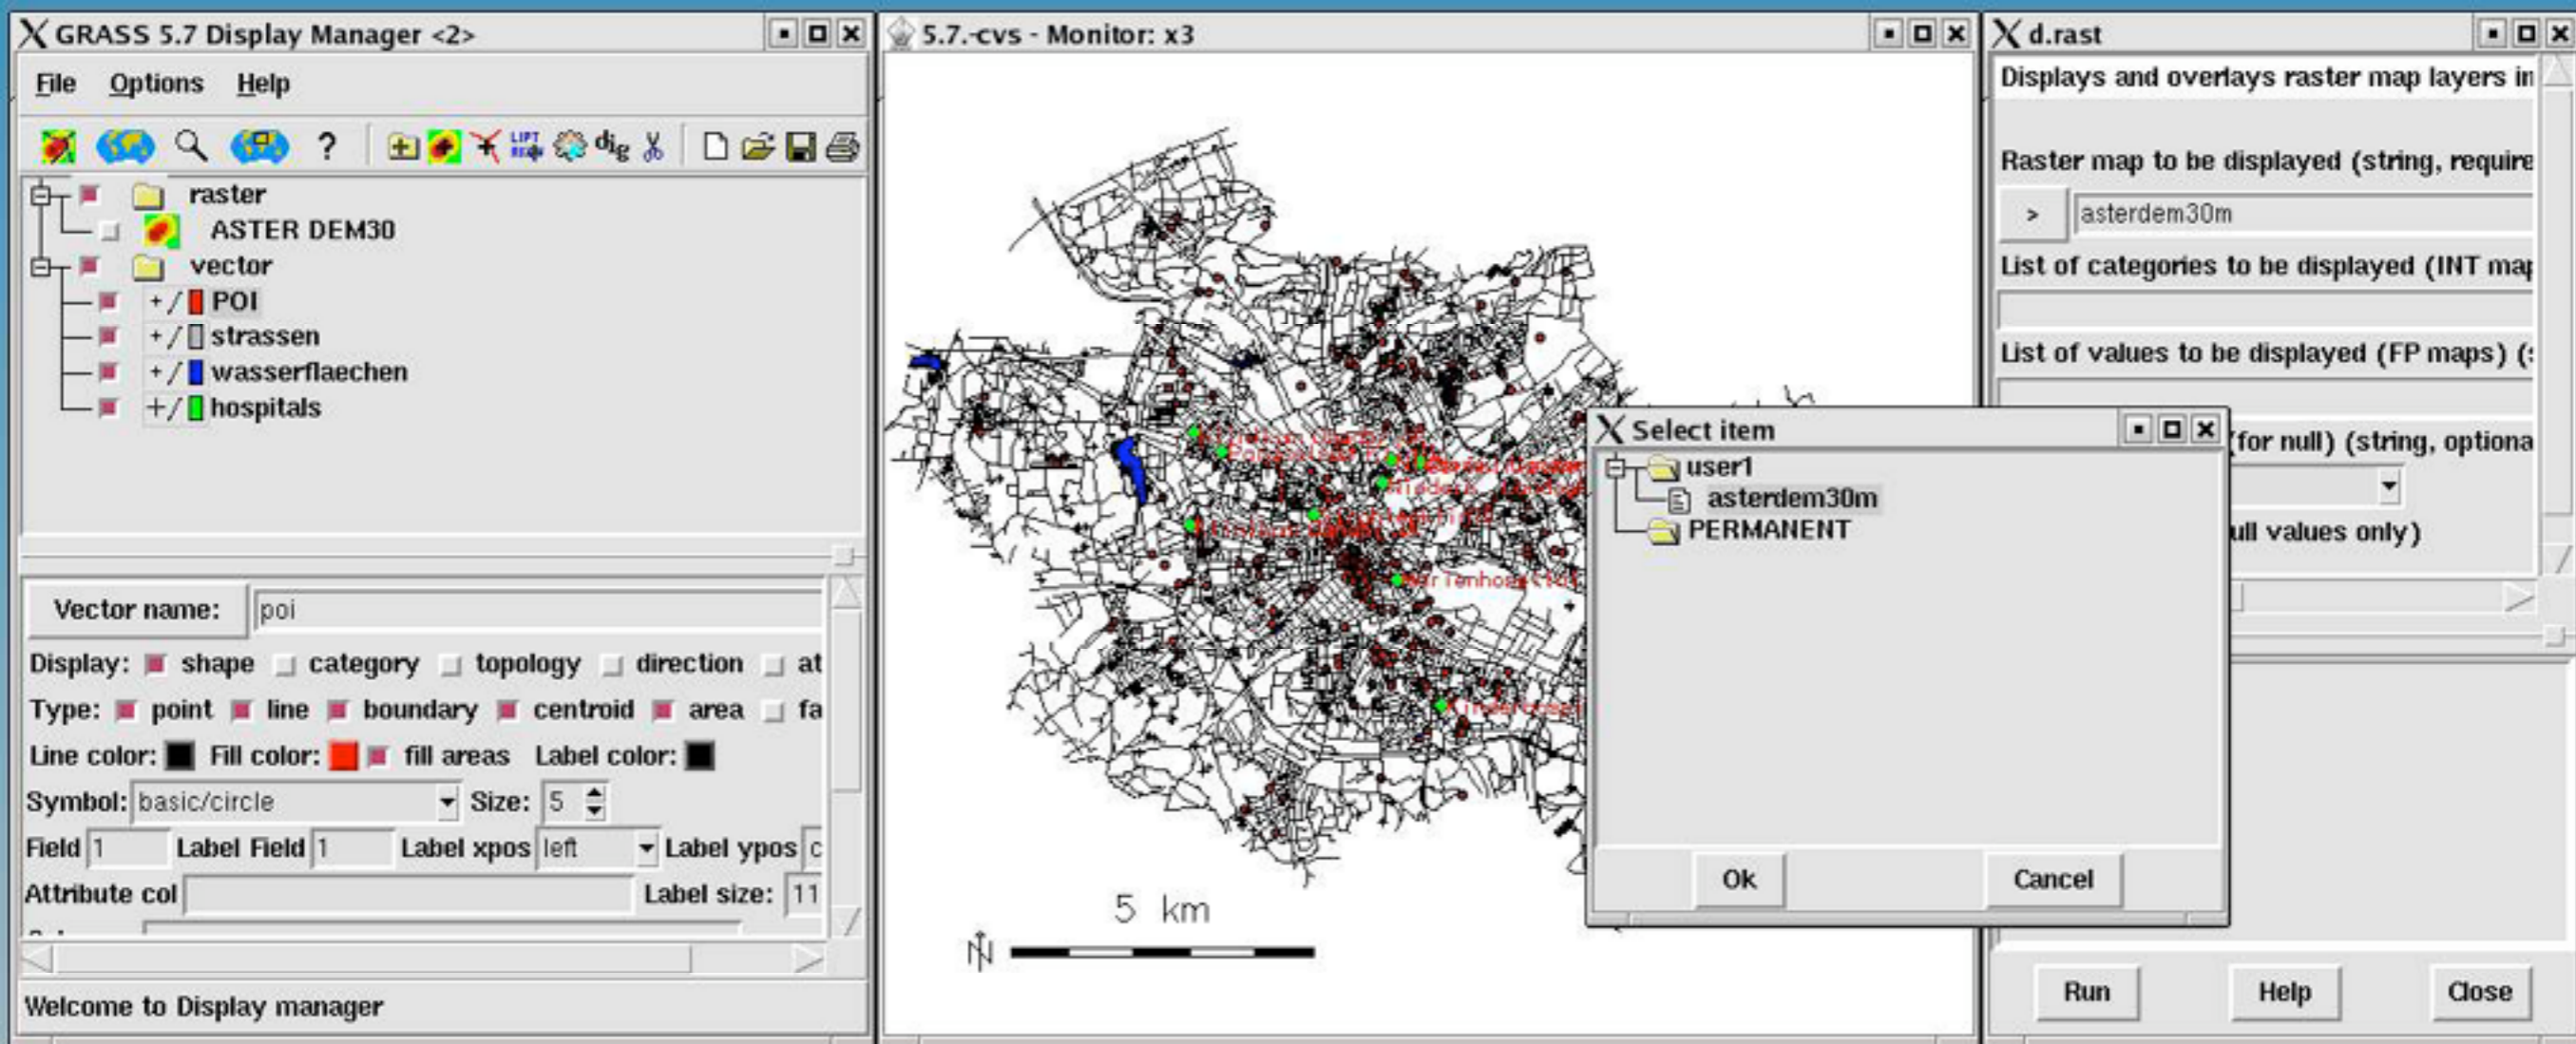 GRASS 5.7 Display Manager <2>
File Options Help
? LIPT dig
raster
ASTER DEM30
vector
POI
strassen
wasserflaechen
hospitals
Vector name: poi
Display: shape category topology direction at
Type: point line boundary centroid area fa
Line color: Fill color: fill areas Label color:
Symbol: basic/circle Size: 5
Field 1 Label Field 1 Label xpos left Label ypos c
Attribute col Label size: 11
Welcome to Display manager
5.7.-cvs - Monitor: x3
Marienhospital
5 km
N
d.rast
Displays and overlays raster map layers in
Raster map to be displayed (string, require
> asterdem30m
List of categories to be displayed (INT map
List of values to be displayed (FP maps) (s
(for null) (string, optiona
ull values only)
Run Help Close
Select item
user1
asterdem30m
PERMANENT
Ok Cancel